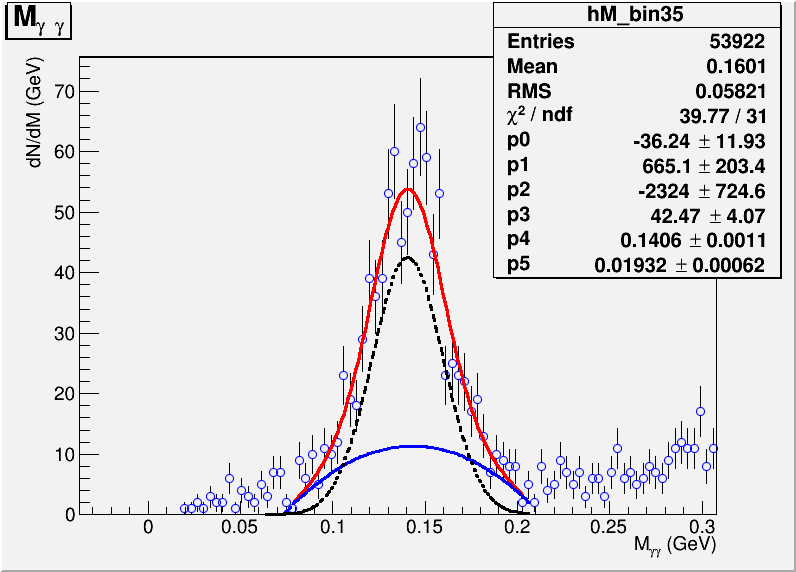 Mγ γ
hM_bin35
Entries 53922
Mean 0.1601
RMS 0.05821
χ² / ndf 39.77 / 31
p0 -36.24 ± 11.93
p1 665.1 ± 203.4
p2 -2324 ± 724.6
p3 42.47 ± 4.07
p4 0.1406 ± 0.0011
p5 0.01932 ± 0.00062
dN/dM (GeV)
70
60
50
40
30
20
10
0
0 0.05 0.1 0.15 0.2 0.25 0.3
Mγγ (GeV)